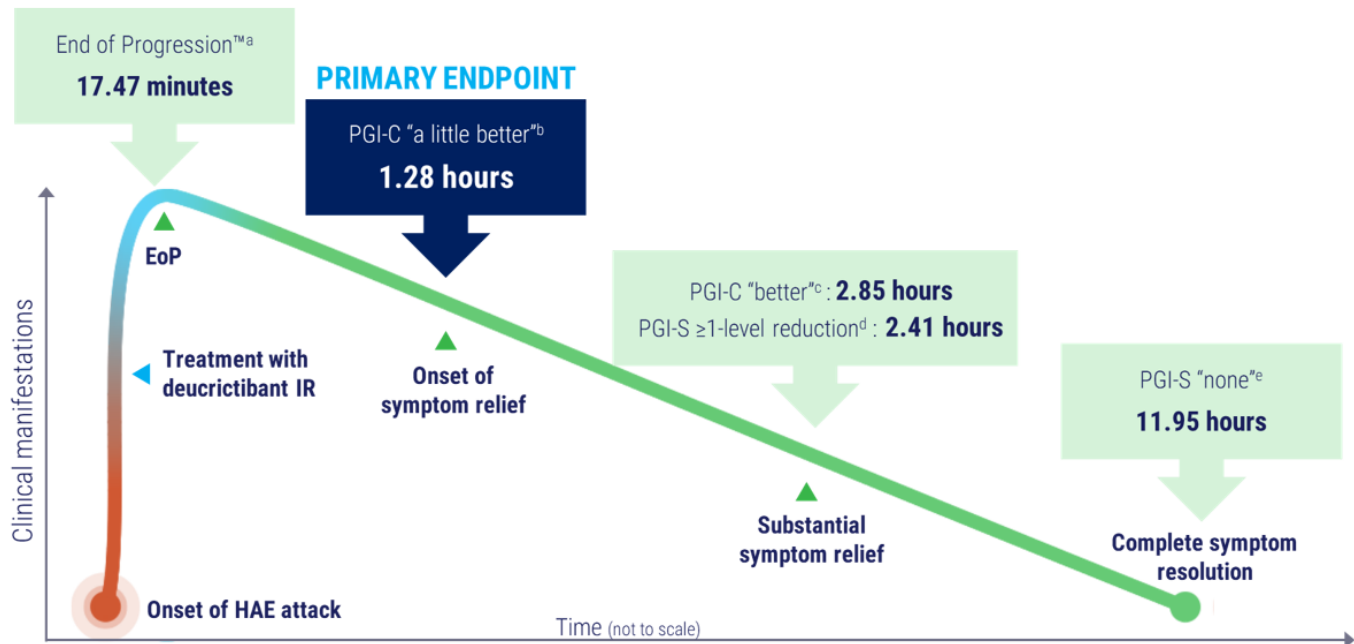 End of Progression™ᵃ
17.47 minutes
PRIMARY ENDPOINT
PGI-C "a little better"ᵇ
1.28 hours
EoP
PGI-C "better"ᶜ : 2.85 hours
PGI-S ≥1-level reductionᵈ : 2.41 hours
Treatment with
deucrictibant IR
Onset of
symptom relief
PGI-S "none"ᵉ
11.95 hours
Substantial
symptom relief
Complete symptom
resolution
Onset of HAE attack
Clinical manifestations
Time (not to scale)